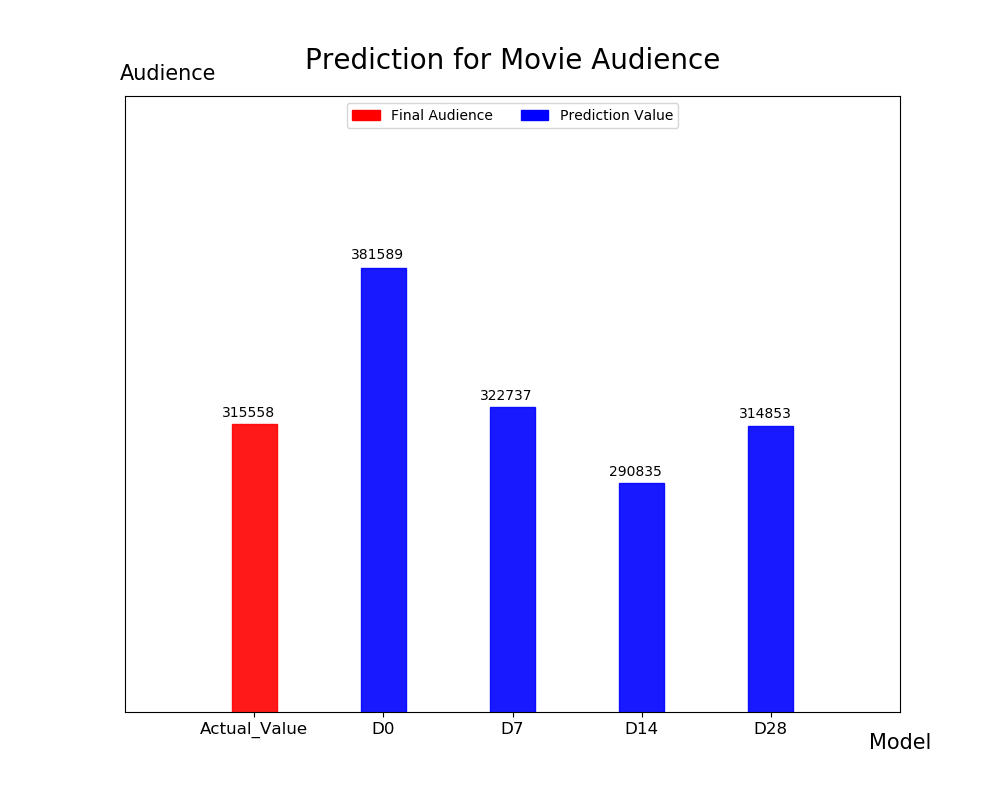 Prediction for Movie Audience
Audience
Final Audience
Prediction Value
381589
322737
315558
314853
290835
Actual_Value
D0
D7
D14
D28
Model